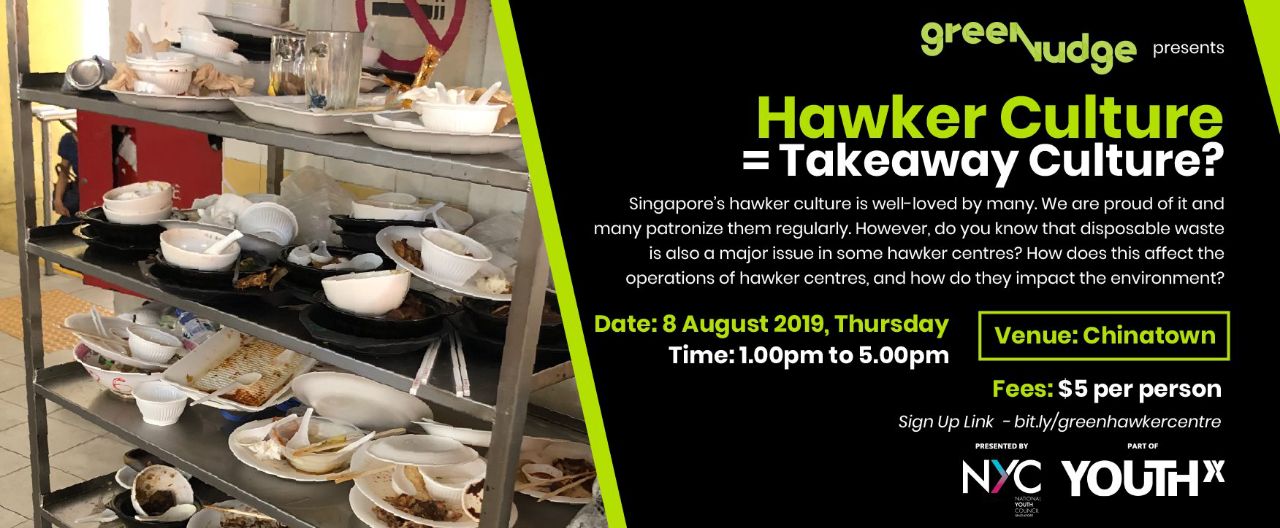 greenNudge presents
Hawker Culture
= Takeaway Culture?
Singapore's hawker culture is well-loved by many. We are proud of it and
many patronize them regularly. However, do you know that disposable waste
is also a major issue in some hawker centres? How does this affect the
operations of hawker centres, and how do they impact the environment?
Date: 8 August 2019, Thursday
Time: 1.00pm to 5.00pm
Venue: Chinatown
Fees: $5 per person
Sign Up Link - bit.ly/greenhawkercentre
PRESENTED BY
NYC
NATIONAL
YOUTH
COUNCIL
PART OF
YOUTHX